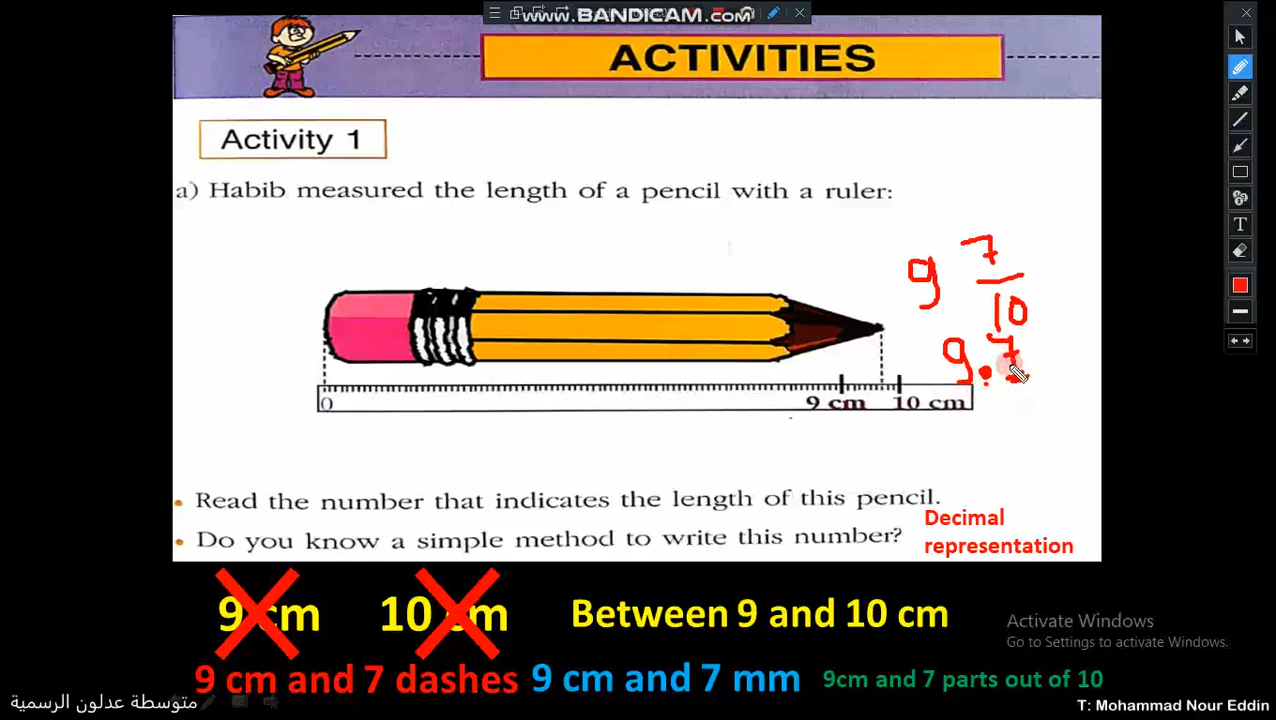 www.BANDICAM.com
ACTIVITIES
Activity 1
a) Habib measured the length of a pencil with a ruler:
9 7/10
9.7
0 9 cm 10 cm
Read the number that indicates the length of this pencil.
Do you know a simple method to write this number?
Decimal
representation
9 cm 10 cm Between 9 and 10 cm
Activate Windows
Go to Settings to activate Windows.
9 cm and 7 dashes 9 cm and 7 mm 9cm and 7 parts out of 10
متوسطة عدلون الرسمية
T: Mohammad Nour Eddin
T